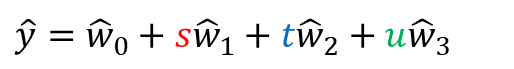 ŷ = ŵ₀ + sŵ₁ + tŵ₂ + uŵ₃